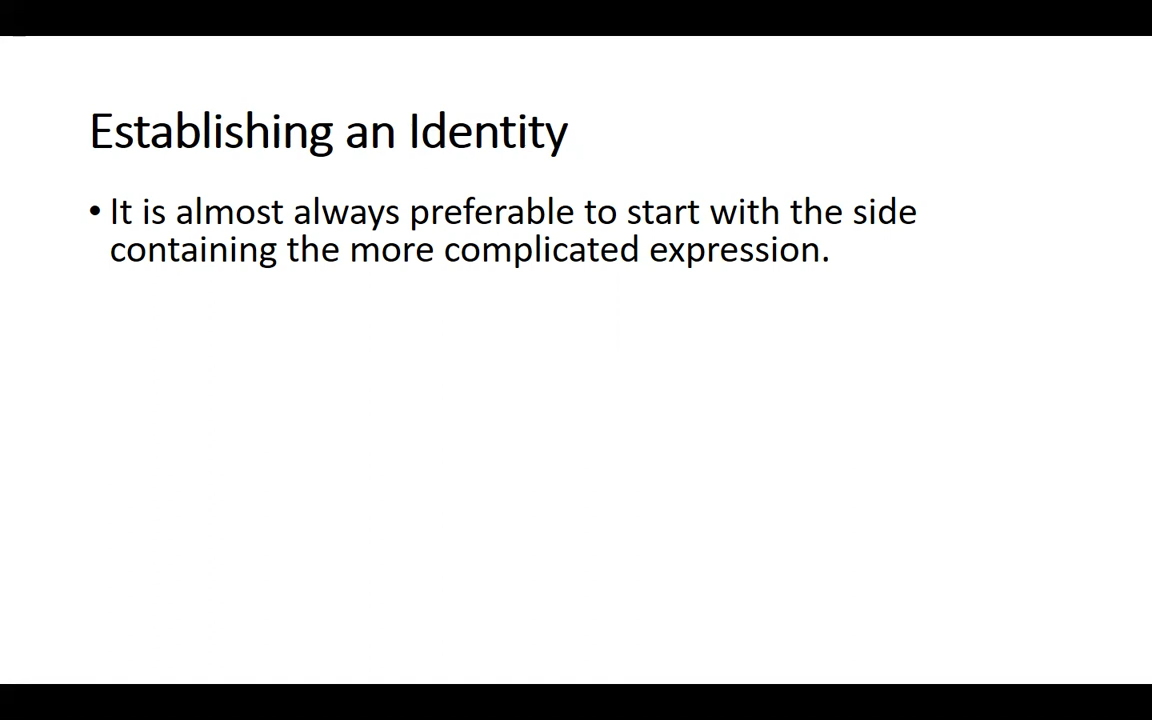 Establishing an Identity
• It is almost always preferable to start with the side
containing the more complicated expression.